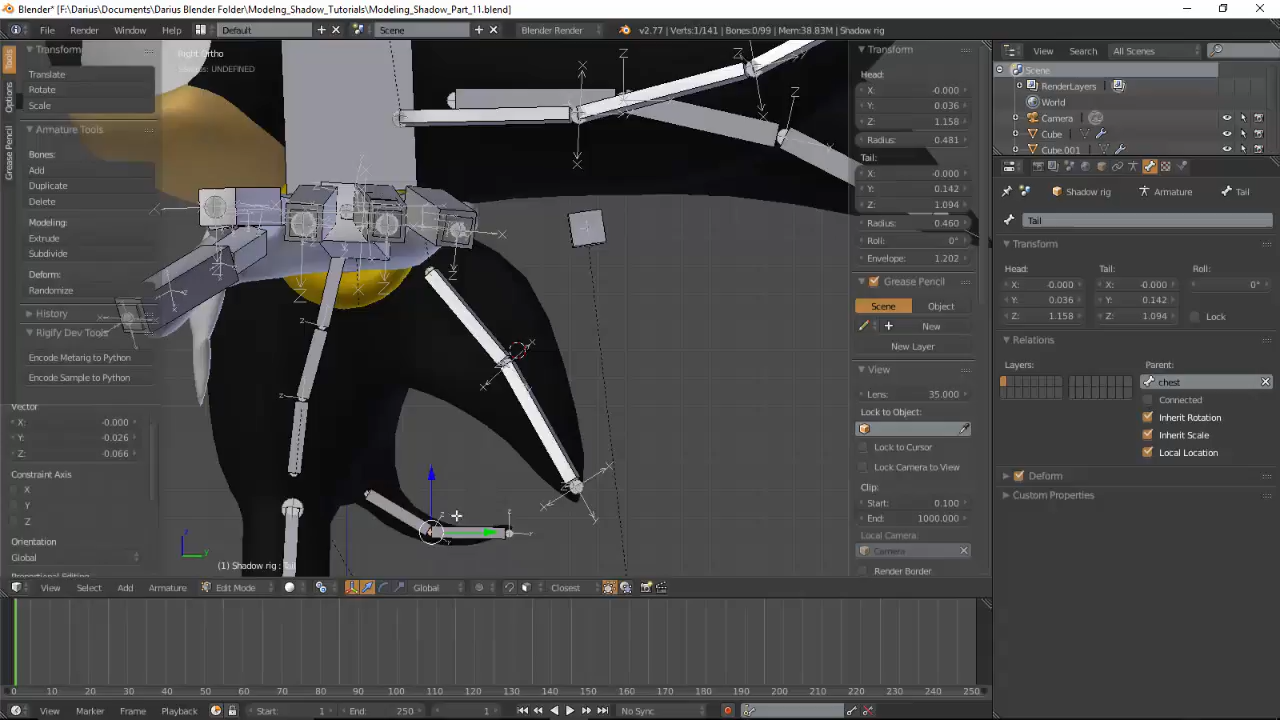 Blender* [F:\Darius\Documents\Darius Blender Folder\Modelng_Shadow_Tutorials\Modeling_Shadow_Part_11.blend]
File Render Window Help Default Scene Blender Render v2.77 | Verts:1/141 | Bones:0/99 | Mem:38.83M | Shadow rig
Tools
Options
Grease Pencil
Transform
Translate
Rotate
Scale
Armature Tools
Bones:
Add
Duplicate
Delete
Modeling:
Extrude
Subdivide
Deform:
Randomize
History
Rigify Dev Tools
Encode Metarig to Python
Encode Sample to Python
Vector
X: -0.000
Y: -0.026
Z: -0.066
Constraint Axis
X
Y
Z
Orientation
Global
Right Ortho
(1) Shadow rig : Tail
Transform
Head:
X: -0.000
Y: 0.036
Z: 1.158
Radius: 0.481
Tail:
X: -0.000
Y: 0.142
Z: 1.094
Radius: 0.460
Roll: 0°
Envelope: 1.202
Grease Pencil
Scene Object
New
New Layer
View
Lens: 35.000
Lock to Object:
Lock to Cursor
Lock Camera to View
Clip:
Start: 0.100
End: 1000.000
Local Camera:
Camera
Render Border
View Search All Scenes
Scene
RenderLayers
World
Camera
Cube
Cube.001
Shadow rig Armature Tail
Tail
Transform
Head: Tail: Roll:
X: -0.000 X: -0.000 0°
Y: 0.036 Y: 0.142
Z: 1.158 Z: 1.094 Lock
Relations
Layers: Parent:
chest
Connected
Inherit Rotation
Inherit Scale
Local Location
Deform
Custom Properties
View Select Add Armature Edit Mode Global Closest
0 10 20 30 40 50 60 70 80 90 100 110 120 130 140 150 160 170 180 190 200 210 220 230 240 250
View Marker Frame Playback Start: 1 End: 250 1 No Sync